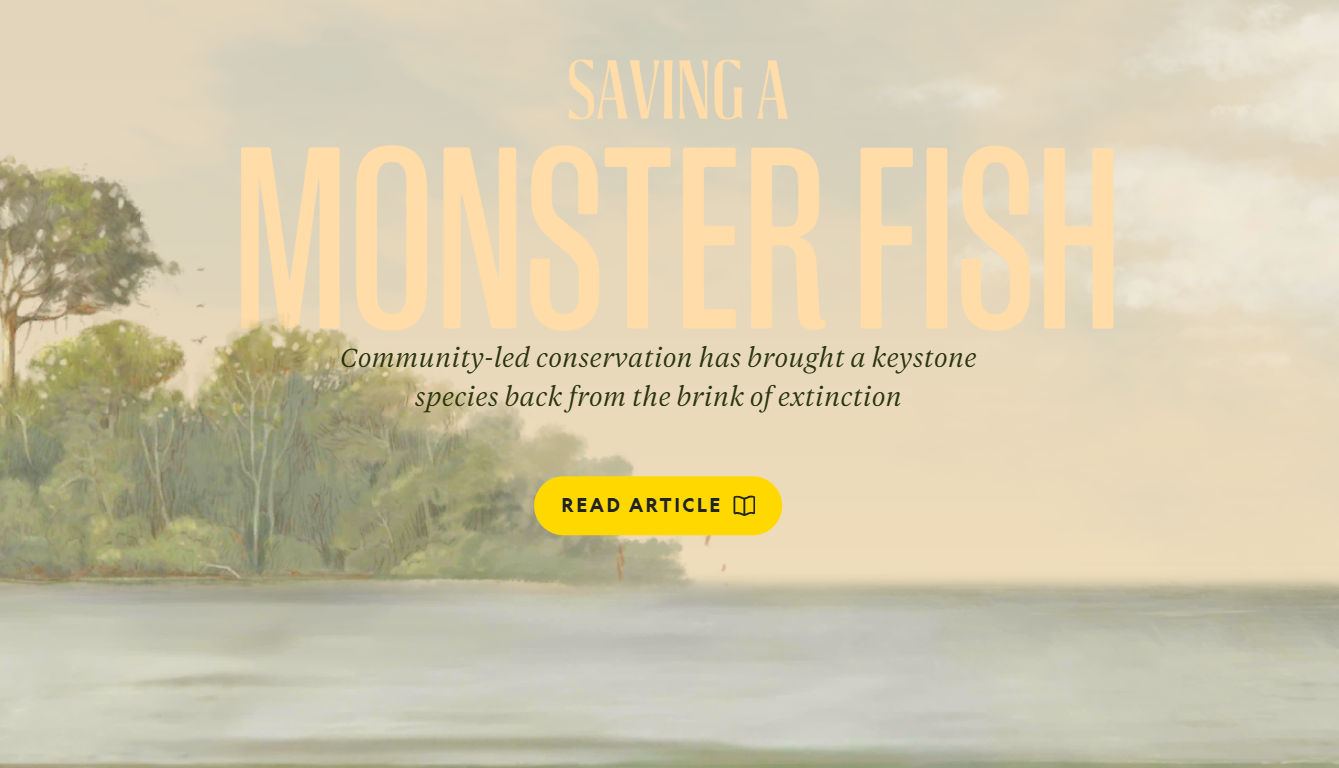 SAVING A
MONSTER FISH
Community-led conservation has brought a keystone
species back from the brink of extinction
READ ARTICLE